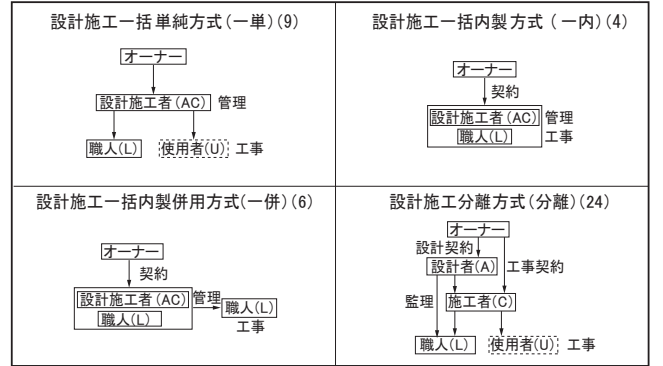 設計施工一括単純方式(一単)(9)
オーナー
設計施工者(AC) 管理
職人(L) 使用者(U) 工事
設計施工一括内製方式(一内)(4)
オーナー
契約
設計施工者(AC) 管理
職人(L) 工事
設計施工一括内製併用方式(一併)(6)
オーナー
契約
設計施工者(AC) 管理
職人(L) 職人(L)
工事
設計施工分離方式(分離)(24)
オーナー
設計契約
設計者(A) 工事契約
監理 施工者(C)
職人(L) 使用者(U) 工事